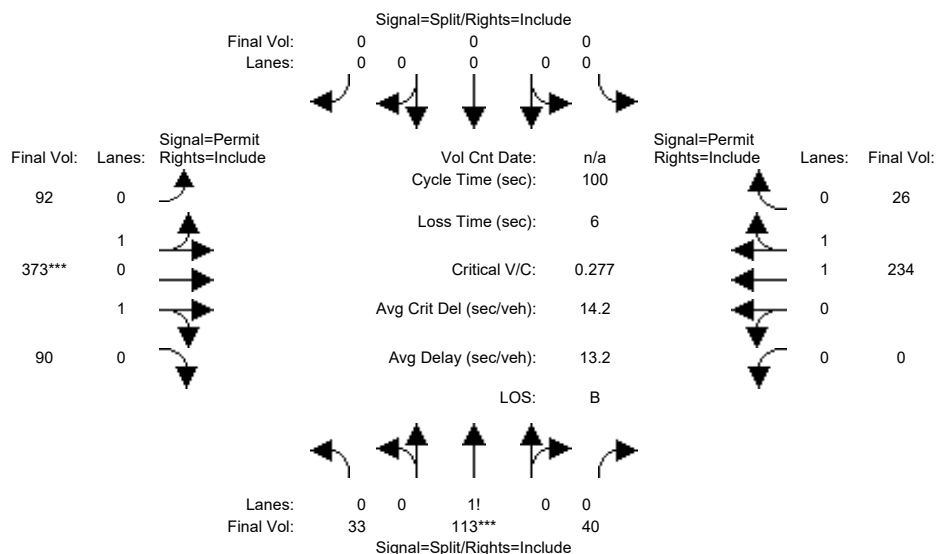 Signal=Split/Rights=Include
Final Vol: 0 0 0
Lanes: 0 0 0 0 0
Signal=Permit Signal=Permit
Final Vol: Lanes: Rights=Include Vol Cnt Date: n/a Rights=Include Lanes: Final Vol:
Cycle Time (sec): 100
92 0 0 26
Loss Time (sec): 6
1 1
373*** 0 Critical V/C: 0.277 1 234
1 Avg Crit Del (sec/veh): 14.2 0
90 0 Avg Delay (sec/veh): 13.2 0 0
LOS: B
Lanes: 0 0 1! 0 0
Final Vol: 33 113*** 40
Signal=Split/Rights=Include